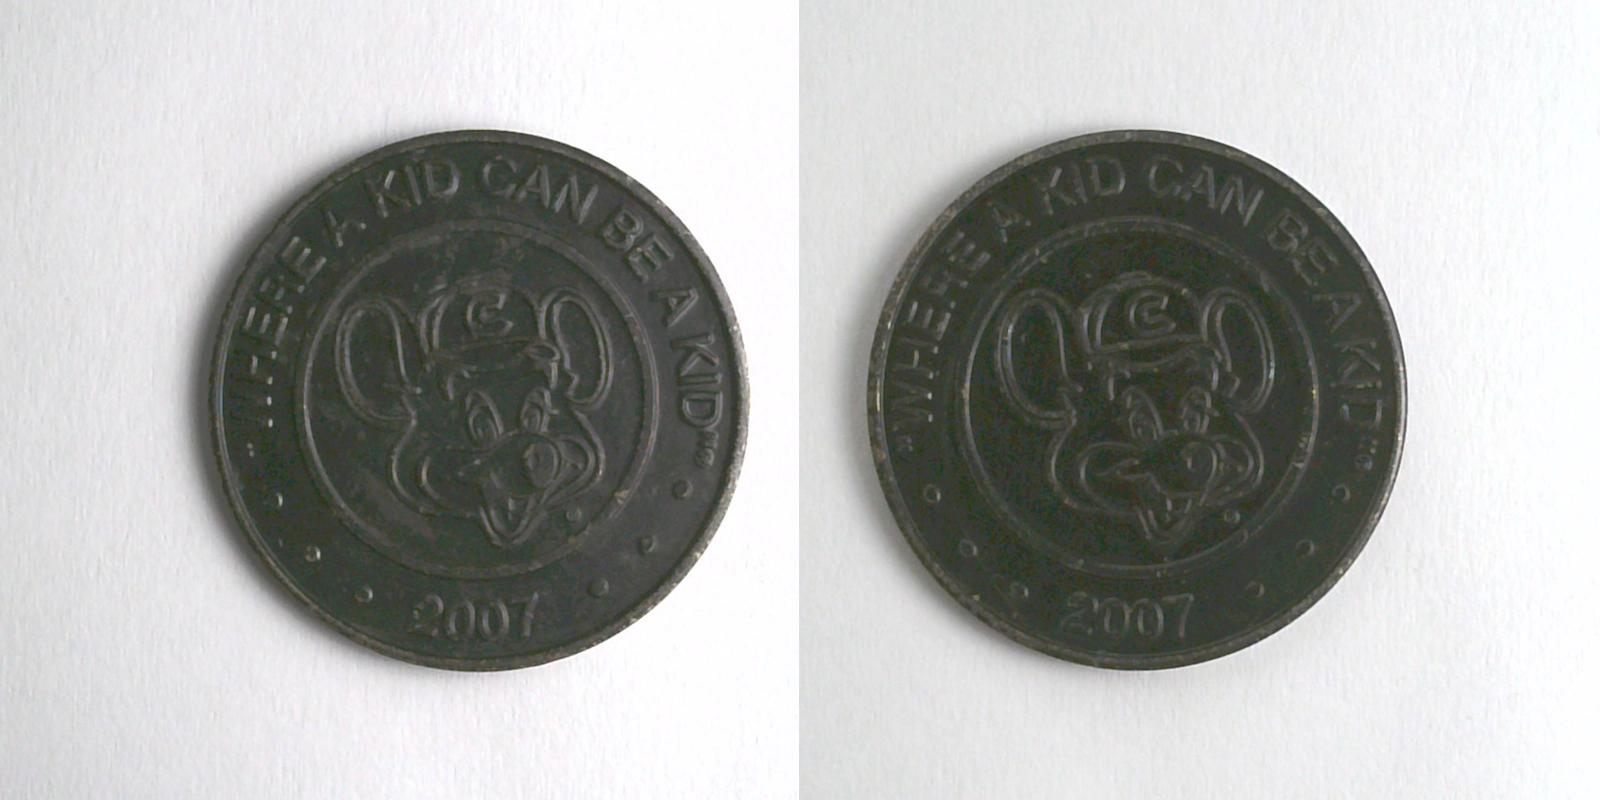 "WHERE A KID CAN BE A KID"®
C
2007
"WHERE A KID CAN BE A KID"®
C
2007